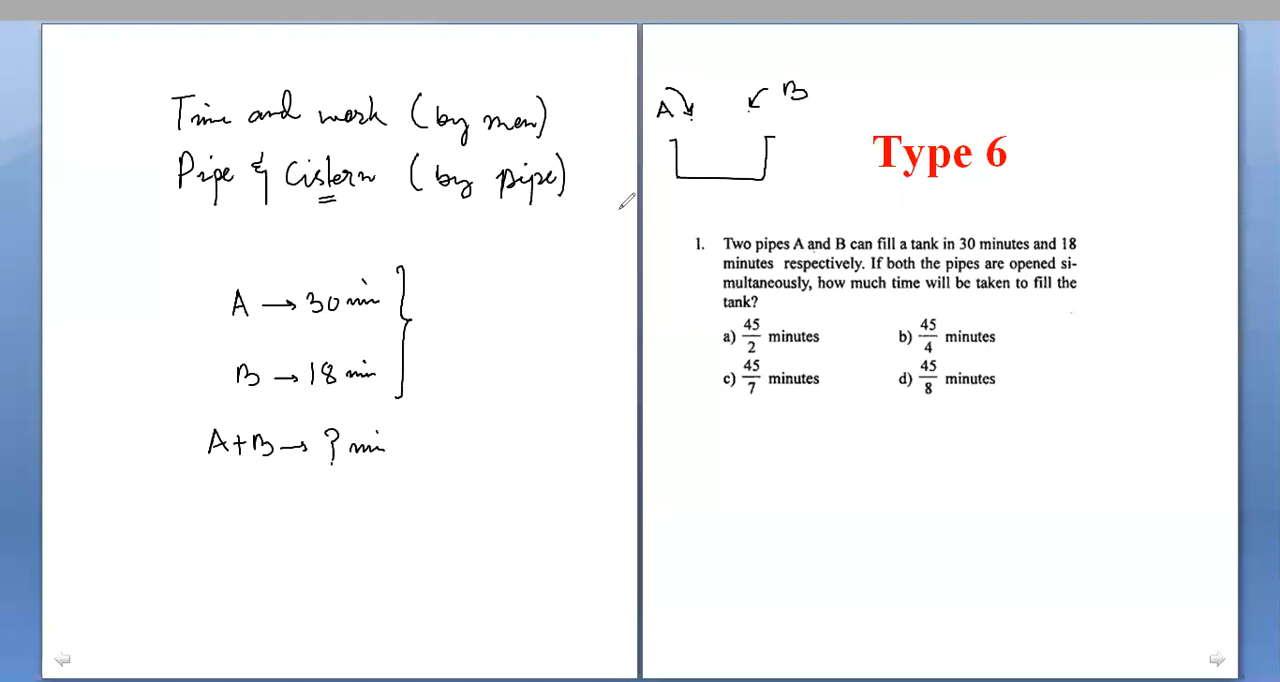 Time and work (by men)
Pipe & Cistern (by pipe)
A → 30 min
B → 18 min
A+B → ? min
A
B
Type 6
1. Two pipes A and B can fill a tank in 30 minutes and 18
minutes respectively. If both the pipes are opened si-
multaneously, how much time will be taken to fill the
tank?
a) 45/2 minutes b) 45/4 minutes
c) 45/7 minutes d) 45/8 minutes